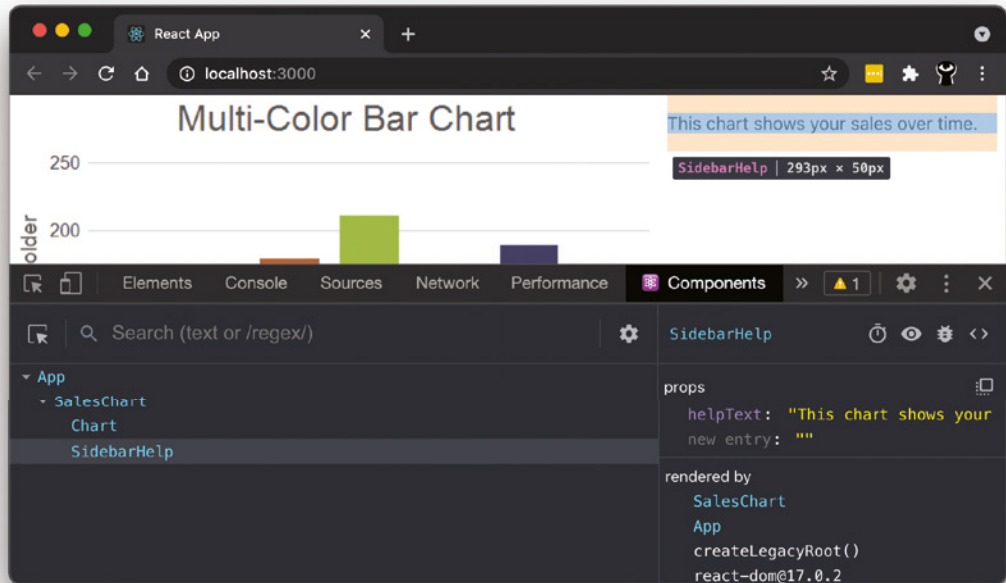 React App
localhost:3000
Multi-Color Bar Chart
This chart shows your sales over time.
SidebarHelp | 293px × 50px
250
200
older
Elements Console Sources Network Performance Components » 1
Search (text or /regex/)
SidebarHelp
App
SalesChart
Chart
SidebarHelp
props
helpText: "This chart shows your
new entry: ""
rendered by
SalesChart
App
createLegacyRoot()
react-dom@17.0.2